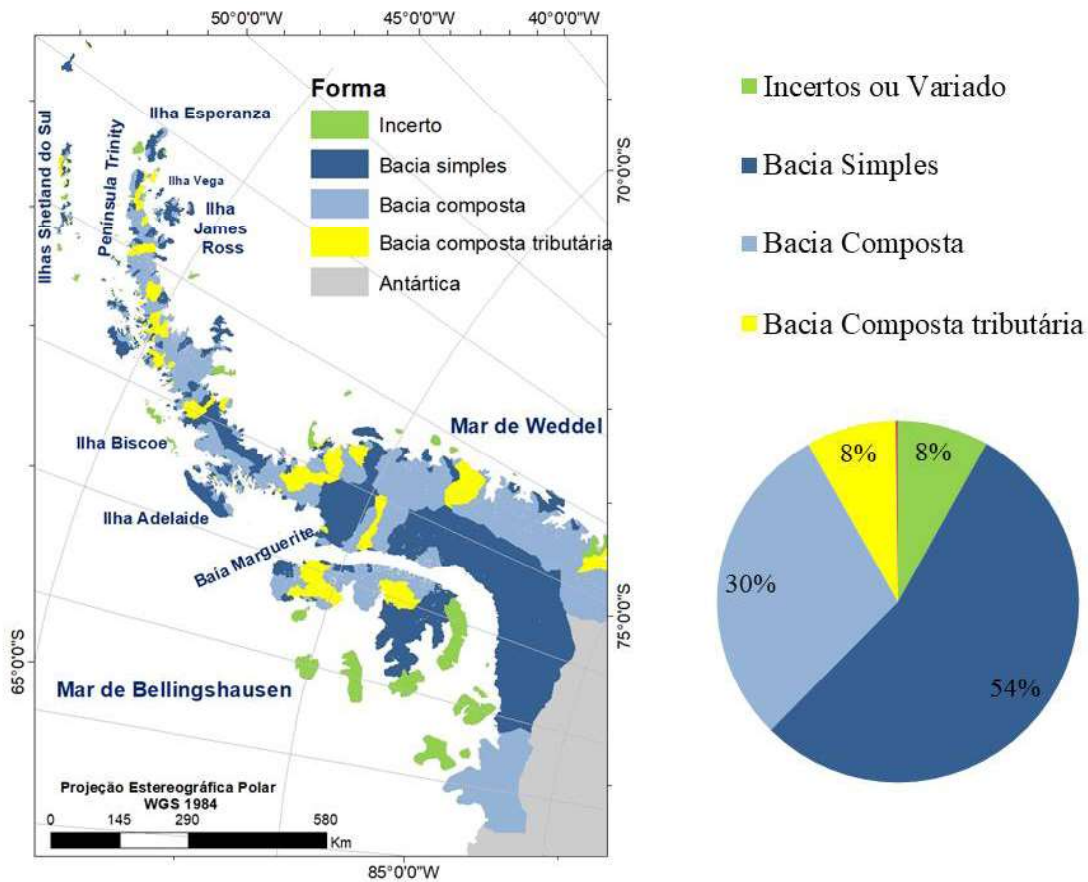 50°0'0"W
45°0'0"W
40°0'0"W
Forma
Incerto
Bacia simples
Bacia composta
Bacia composta tributária
Antártica
Ilha Esperanza
Ilhas Shetland do Sul
Península Trinity
Ilha Vega
Ilha
James
Ross
70°0'0"S
Mar de Weddel
Ilha Biscoe
Ilha Adelaide
Baia Marguerite
75°0'0"S
65°0'0"S
Mar de Bellingshausen
Projeção Estereográfica Polar
WGS 1984
0 145 290 580
Km
85°0'0"W
Incertos ou Variado
Bacia Simples
Bacia Composta
Bacia Composta tributária
8%
8%
30%
54%